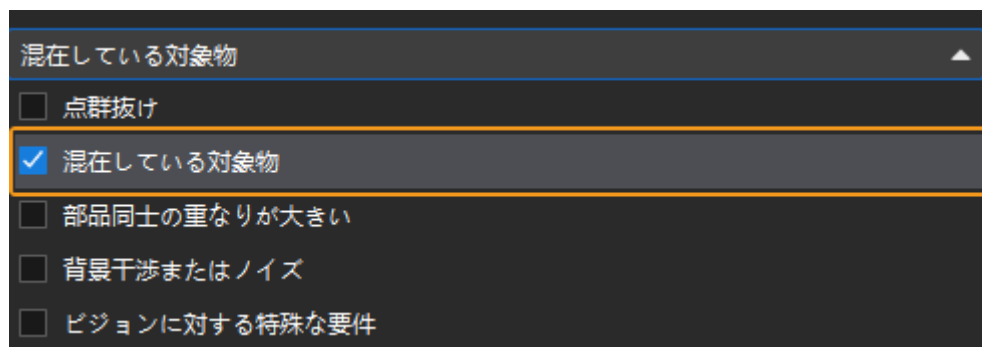 混在している対象物
点群抜け
混在している対象物
部品同士の重なりが大きい
背景干渉またはノイズ
ビジョンに対する特殊な要件